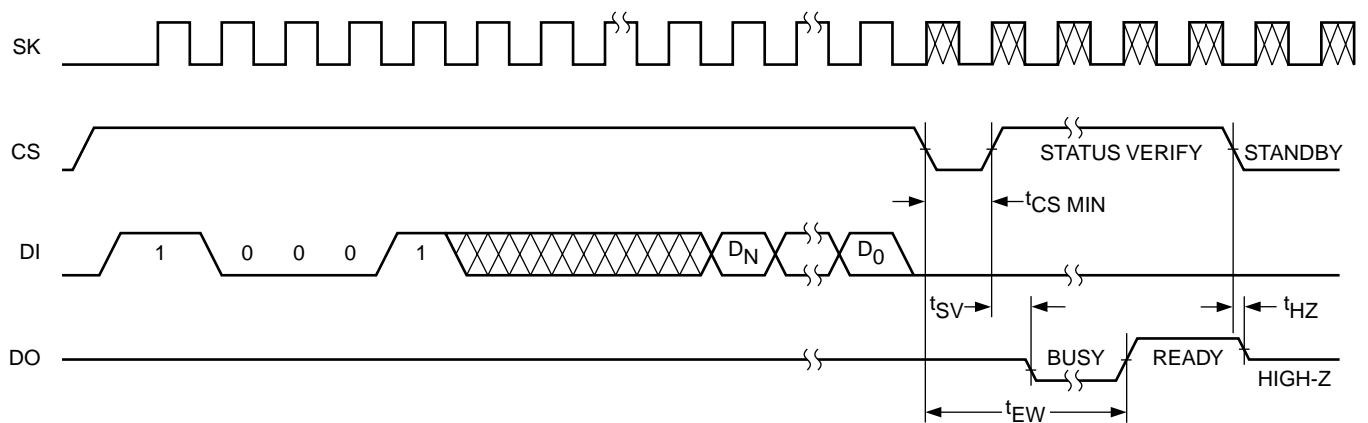 SK
CS
STATUS VERIFY
STANDBY
tCS MIN
DI
1
0
0
0
1
DN
D0
tSV
tHZ
DO
BUSY
READY
HIGH-Z
tEW